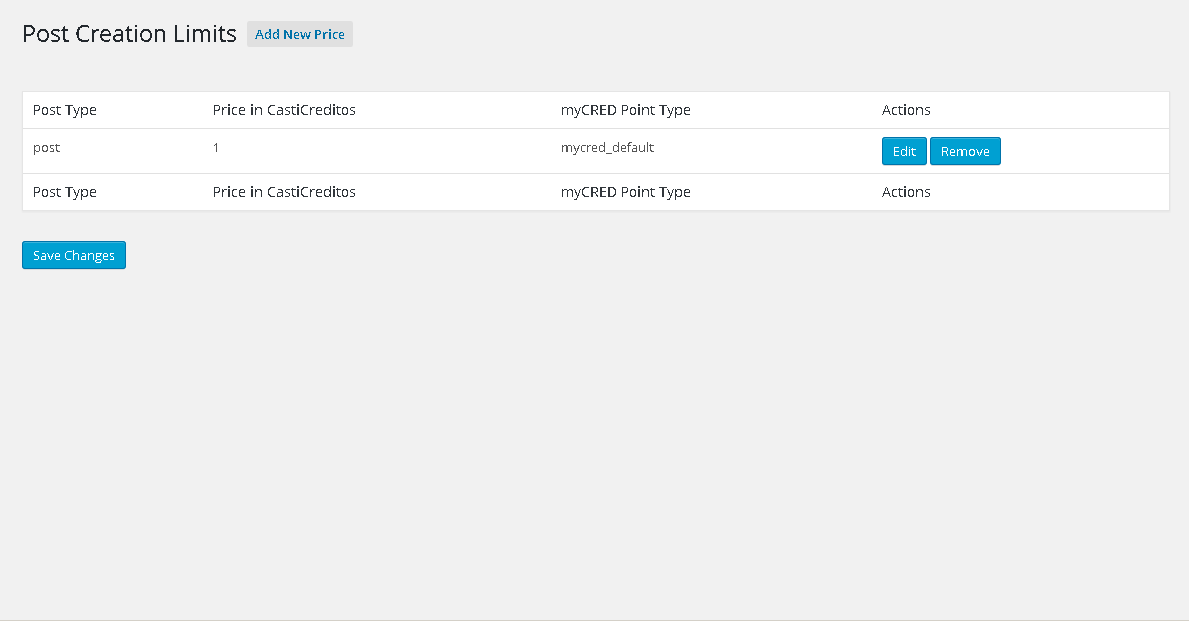 Post Creation Limits Add New Price
Post Type Price in CastiCreditos myCRED Point Type Actions
post 1 mycred_default Edit Remove
Post Type Price in CastiCreditos myCRED Point Type Actions
Save Changes